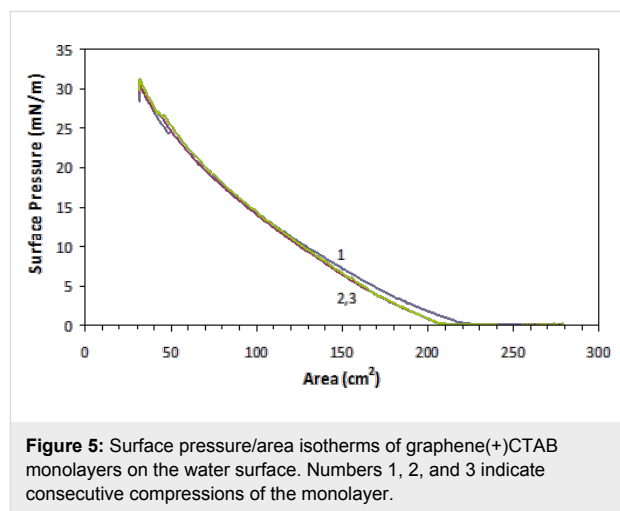 35
30
25
20
15
10
5
0
Surface Pressure (mN/m)
1
2,3
0 50 100 150 200 250 300
Area (cm²)
Figure 5: Surface pressure/area isotherms of graphene(+)CTAB
monolayers on the water surface. Numbers 1, 2, and 3 indicate
consecutive compressions of the monolayer.